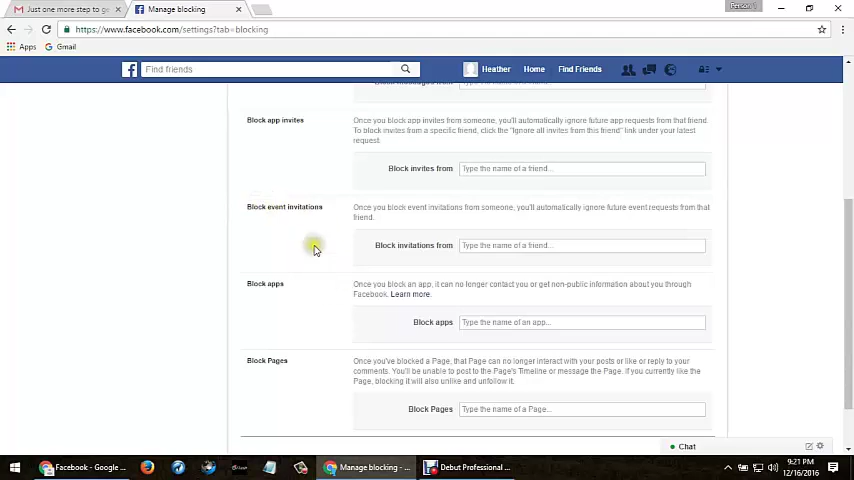 Person 1
Just one more step to ge
Manage blocking
https://www.facebook.com/settings?tab=blocking
Apps
Gmail
Find friends
Heather
Home
Find Friends
Block app invites
Once you block app invites from someone, you'll automatically ignore future app requests from that friend.
To block invites from a specific friend, click the "Ignore all invites from this friend" link under your latest
request.
Block invites from
Type the name of a friend...
Block event invitations
Once you block event invitations from someone, you'll automatically ignore future event requests from that
friend.
Block invitations from
Type the name of a friend...
Block apps
Once you block an app, it can no longer contact you or get non-public information about you through
Facebook. Learn more.
Block apps
Type the name of an app...
Block Pages
Once you've blocked a Page, that Page can no longer interact with your posts or like or reply to your
comments. You'll be unable to post to the Page's Timeline or message the Page. If you currently like the
Page, blocking it will also unlike and unfollow it.
Block Pages
Type the name of a Page...
Chat
Facebook - Google ...
Manage blocking - ...
Debut Professional ...
9:21 PM
12/16/2016